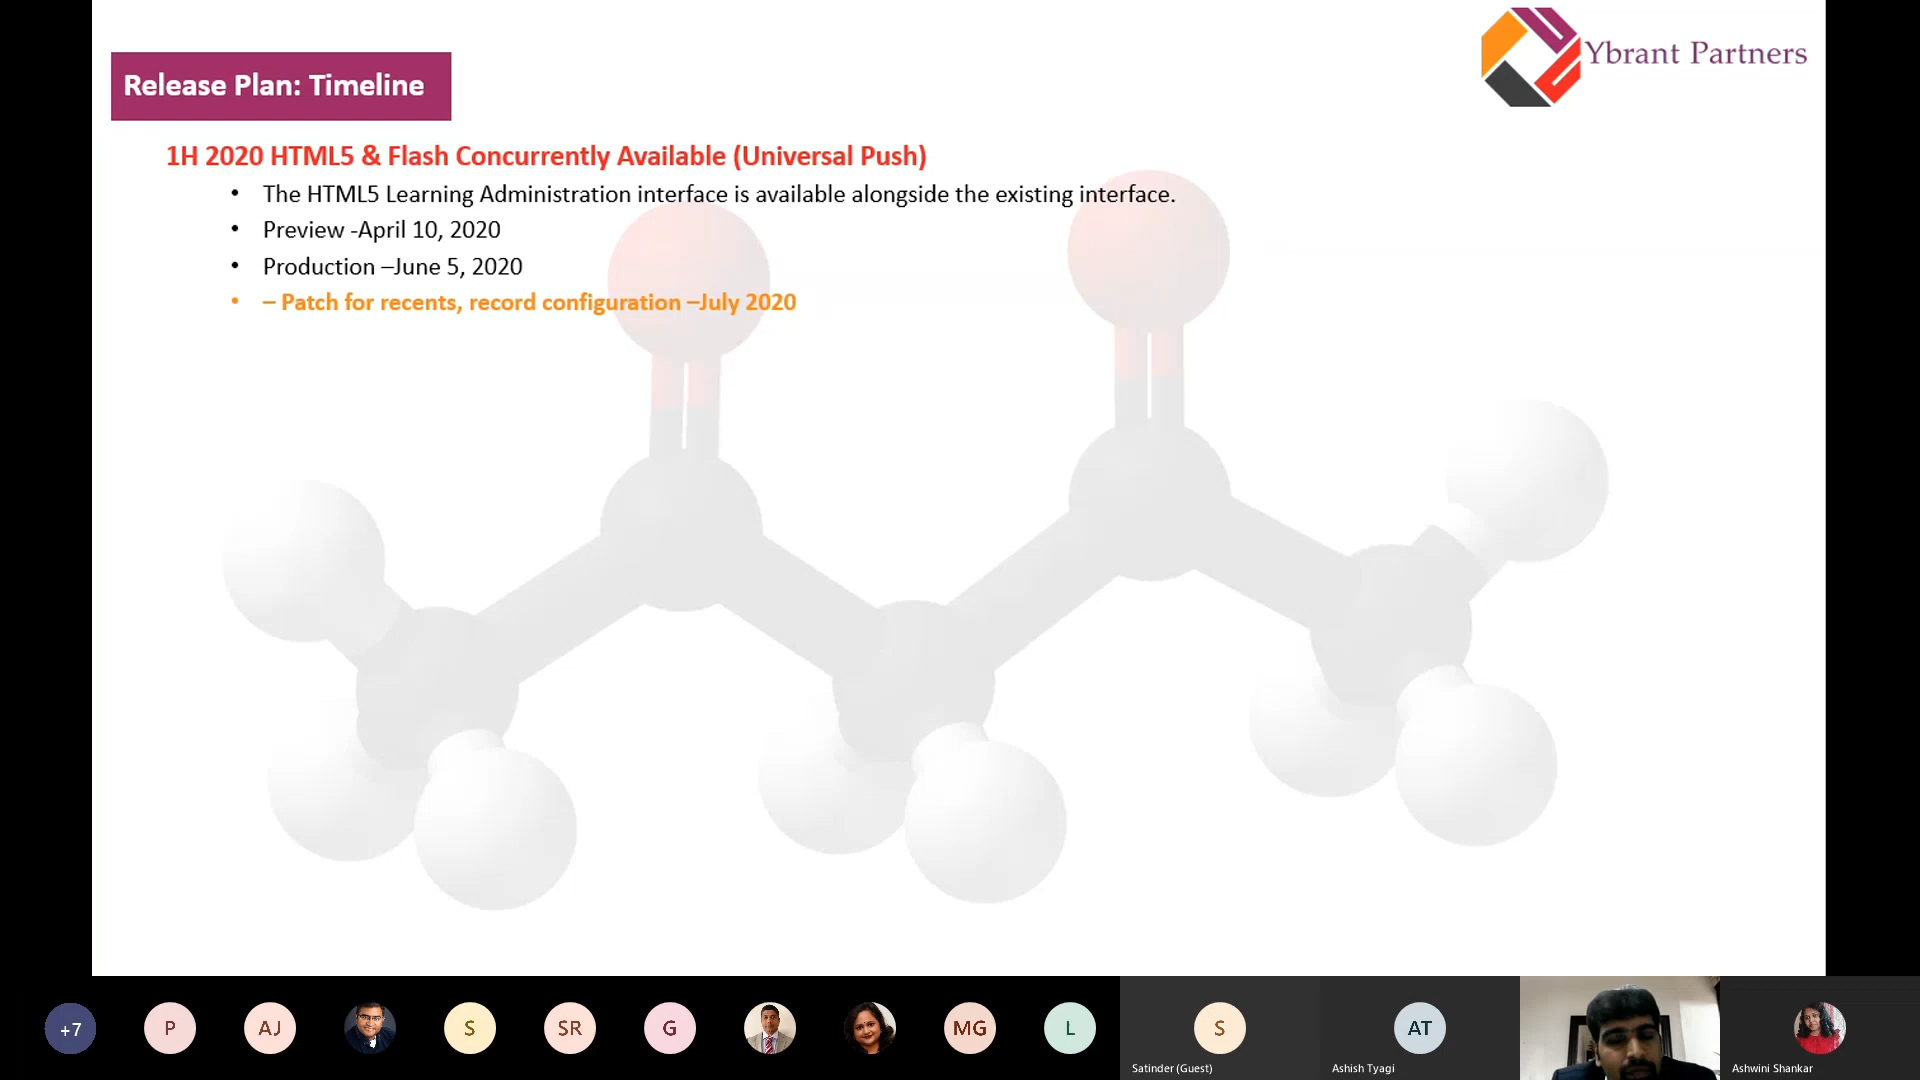 Ybrant Partners
Release Plan: Timeline
1H 2020 HTML5 & Flash Concurrently Available (Universal Push)
• The HTML5 Learning Administration interface is available alongside the existing interface.
• Preview -April 10, 2020
• Production –June 5, 2020
• – Patch for recents, record configuration –July 2020
+7
P
AJ
S
SR
G
MG
L
S
AT
Satinder (Guest)
Ashish Tyagi
Ashwini Shankar